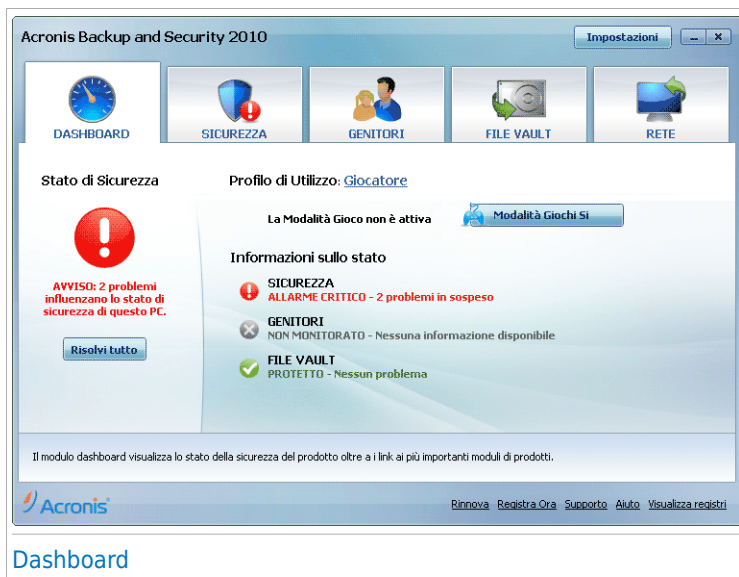 Acronis Backup and Security 2010
Impostazioni
DASHBOARD
SICUREZZA
GENITORI
FILE VAULT
RETE
Stato di Sicurezza
AVVISO: 2 problemi
influenzano lo stato di
sicurezza di questo PC.
Risolvi tutto
Profilo di Utilizzo: Giocatore
La Modalità Gioco non è attiva
Modalità Giochi Si
Informazioni sullo stato
SICUREZZA
ALLARME CRITICO - 2 problemi in sospeso
GENITORI
NON MONITORATO - Nessuna informazione disponibile
FILE VAULT
PROTETTO - Nessun problema
Il modulo dashboard visualizza lo stato della sicurezza del prodotto oltre a i link ai più importanti moduli di prodotti.
Acronis
Rinnova Registra Ora Supporto Aiuto Visualizza registri
Dashboard